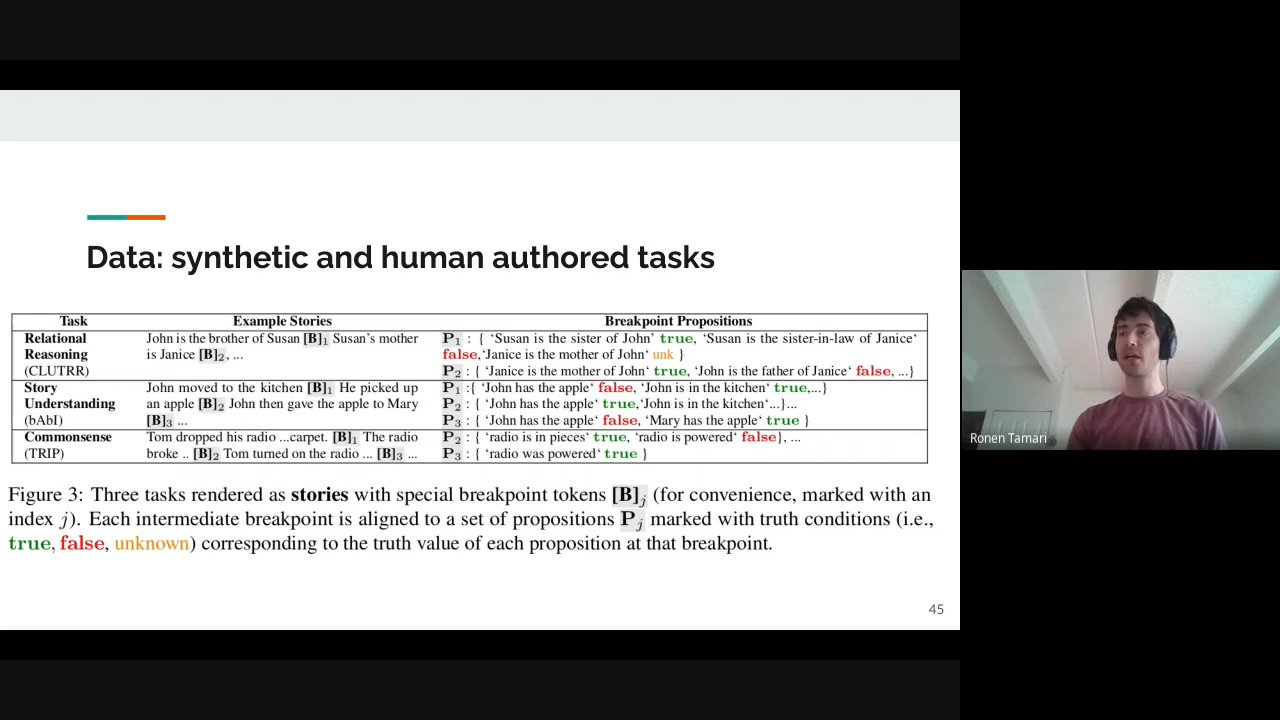 Data: synthetic and human authored tasks
Task Example Stories Breakpoint Propositions
Relational John is the brother of Susan [B]1 Susan's mother P1 : { 'Susan is the sister of John' true, 'Susan is the sister-in-law of Janice'
Reasoning is Janice [B]2, ... false,'Janice is the mother of John' unk }
(CLUTRR) P2 : { 'Janice is the mother of John' true, 'John is the father of Janice' false, ...}
Story John moved to the kitchen [B]1 He picked up P1 :{ 'John has the apple' false, 'John is in the kitchen' true,...}
Understanding an apple [B]2 John then gave the apple to Mary P2 : { 'John has the apple' true,'John is in the kitchen'...}...
(bAbI) [B]3 ... P3 : { 'John has the apple' false, 'Mary has the apple' true }
Commonsense Tom dropped his radio ...carpet. [B]1 The radio P2 : { 'radio is in pieces' true, 'radio is powered' false}, ...
(TRIP) broke .. [B]2 Tom turned on the radio ... [B]3 ... P3 : { 'radio was powered' true }
Figure 3: Three tasks rendered as stories with special breakpoint tokens [B]j (for convenience, marked with an
index j). Each intermediate breakpoint is aligned to a set of propositions Pj marked with truth conditions (i.e.,
true, false, unknown) corresponding to the truth value of each proposition at that breakpoint.
45
Ronen Tamari